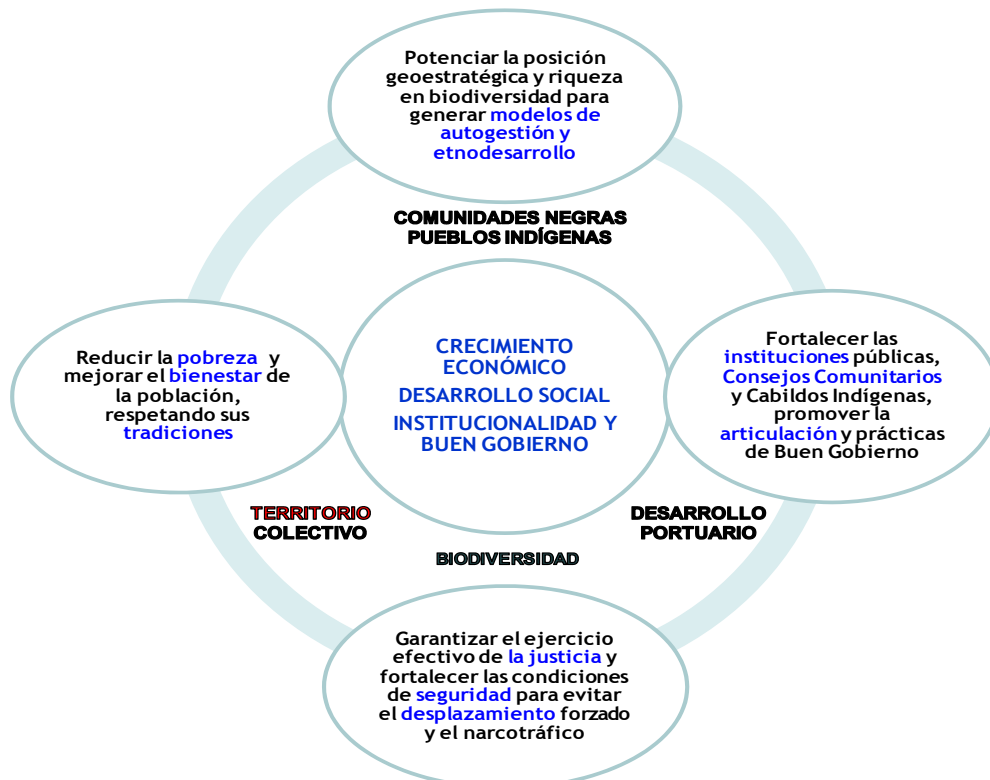 Potenciar la posición
geoestratégica y riqueza
en biodiversidad para
generar modelos de
autogestión y
etnodesarrollo
COMUNIDADES NEGRAS
PUEBLOS INDÍGENAS
Reducir la pobreza y
mejorar el bienestar de
la población,
respetando sus
tradiciones
CRECIMIENTO
ECONÓMICO
DESARROLLO SOCIAL
INSTITUCIONALIDAD Y
BUEN GOBIERNO
Fortalecer las
instituciones públicas,
Consejos Comunitarios
y Cabildos Indígenas,
promover la
articulación y prácticas
de Buen Gobierno
TERRITORIO
COLECTIVO
DESARROLLO
PORTUARIO
BIODIVERSIDAD
Garantizar el ejercicio
efectivo de la justicia y
fortalecer las condiciones
de seguridad para evitar
el desplazamiento forzado
y el narcotráfico